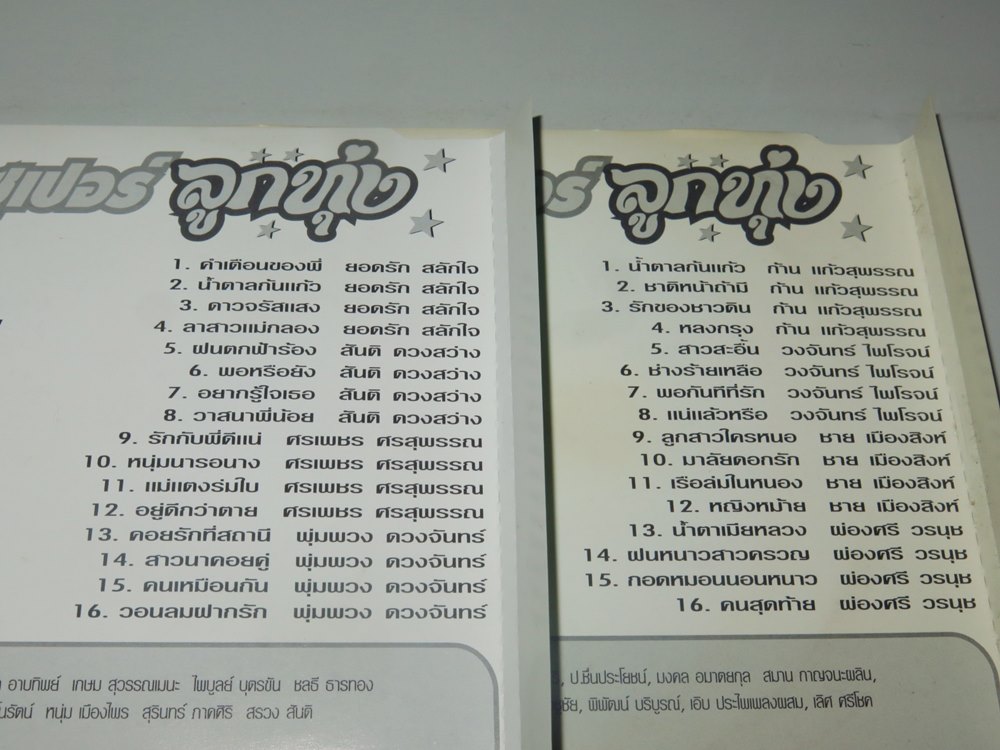 ลูกทุ่ง
1. คำเตือนของพี่ ยอดรัก สลักใจ
2. น้ำตาลก้นแก้ว ยอดรัก สลักใจ
3. ดาวจรัสแสง ยอดรัก สลักใจ
4. ลาสาวแม่กลอง ยอดรัก สลักใจ
5. ฝนตกฟ้าร้อง สันติ ดวงสว่าง
6. พอหรือยัง สันติ ดวงสว่าง
7. อยากรู้ใจเธอ สันติ ดวงสว่าง
8. วาสนาพี่น้อย สันติ ดวงสว่าง
9. รักกับพี่ดีแน่ ศรเพชร ศรสุพรรณ
10. หนุ่มนารอนาง ศรเพชร ศรสุพรรณ
11. แม่แตงร่มใบ ศรเพชร ศรสุพรรณ
12. อยู่ดีกว่าตาย ศรเพชร ศรสุพรรณ
13. คอยรักที่สถานี พุ่มพวง ดวงจันทร์
14. สาวนาคอยคู่ พุ่มพวง ดวงจันทร์
15. คนเหมือนกัน พุ่มพวง ดวงจันทร์
16. วอนลมฝากรัก พุ่มพวง ดวงจันทร์
อาบทิพย์ เกษม สุวรรณเมนะ ไพบูลย์ บุตรขัน ชลธี ธารทอง
หนุ่ม เมืองไพร สุรินทร์ ภาคศิริ สรวง สันติ
ลูกทุ่ง
1. น้ำตาลก้นแก้ว ก้าน แก้วสุพรรณ
2. ชาติหน้าถ้ามี ก้าน แก้วสุพรรณ
3. รักของชาวดิน ก้าน แก้วสุพรรณ
4. หลงกรุง ก้าน แก้วสุพรรณ
5. สาวสะอื้น วงจันทร์ ไพโรจน์
6. ช่างร้ายเหลือ วงจันทร์ ไพโรจน์
7. พอกันทีที่รัก วงจันทร์ ไพโรจน์
8. แน่แล้วหรือ วงจันทร์ ไพโรจน์
9. ลูกสาวใครหนอ ชาย เมืองสิงห์
10. มาลัยดอกรัก ชาย เมืองสิงห์
11. เรือล่มในหนอง ชาย เมืองสิงห์
12. หญิงหม้าย ชาย เมืองสิงห์
13. น้ำตาเมียหลวง ผ่องศรี วรนุช
14. ฝนหนาวสาวครวญ ผ่องศรี วรนุช
15. กอดหมอนนอนหนาว ผ่องศรี วรนุช
16. คนสุดท้าย ผ่องศรี วรนุช
ป.ชื่นประโยชน์, มงคล อมาตยกุล สมาน กาญจนะผลิน,
พิพัฒน์ บริบูรณ์, เอิบ ประไพเพลงผสม, เลิศ ศรีโชค